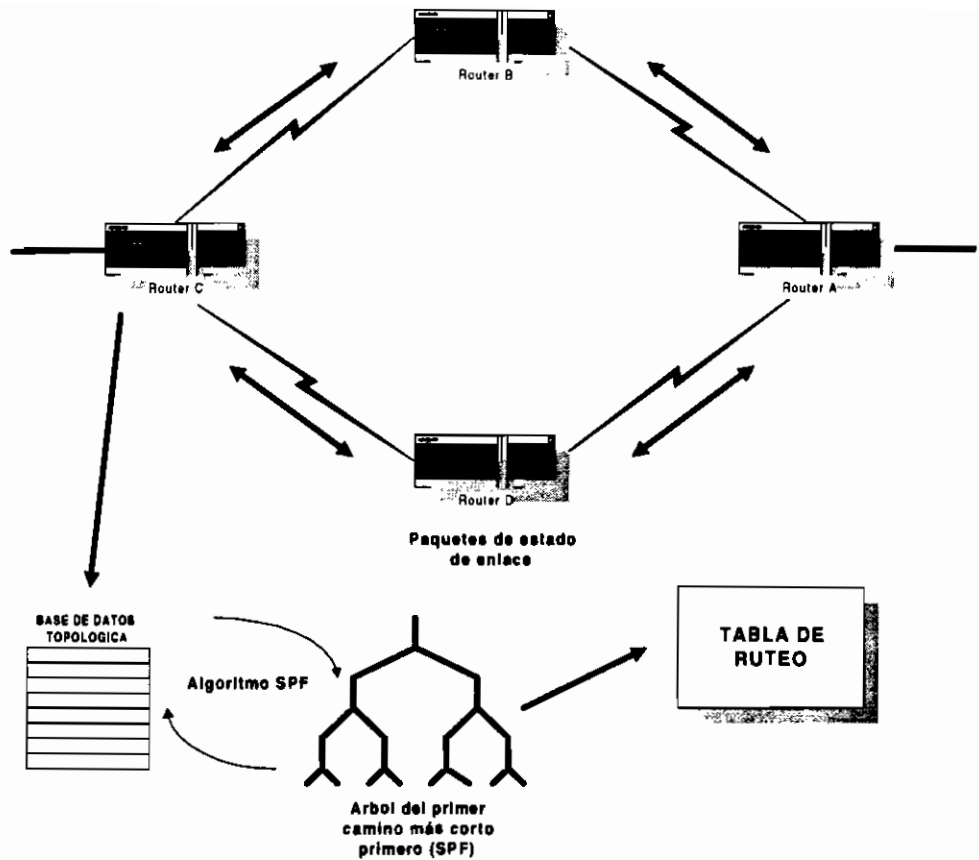 Router B
Router C
Router A
Router D
Paquetes de estado
de enlace
BASE DE DATOS
TOPOLOGICA
Algoritmo SPF
TABLA DE
RUTEO
Arbol del primer
camino más corto
primero (SPF)